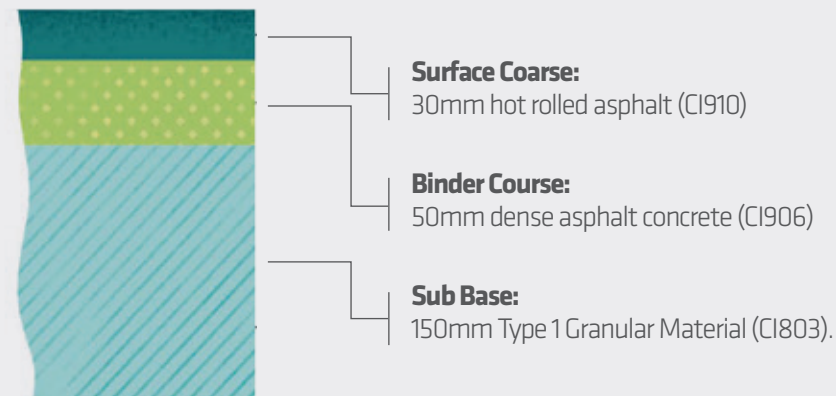 Surface Coarse:
30mm hot rolled asphalt (Cl910)
Binder Course:
50mm dense asphalt concrete (Cl906)
Sub Base:
150mm Type 1 Granular Material (Cl803).